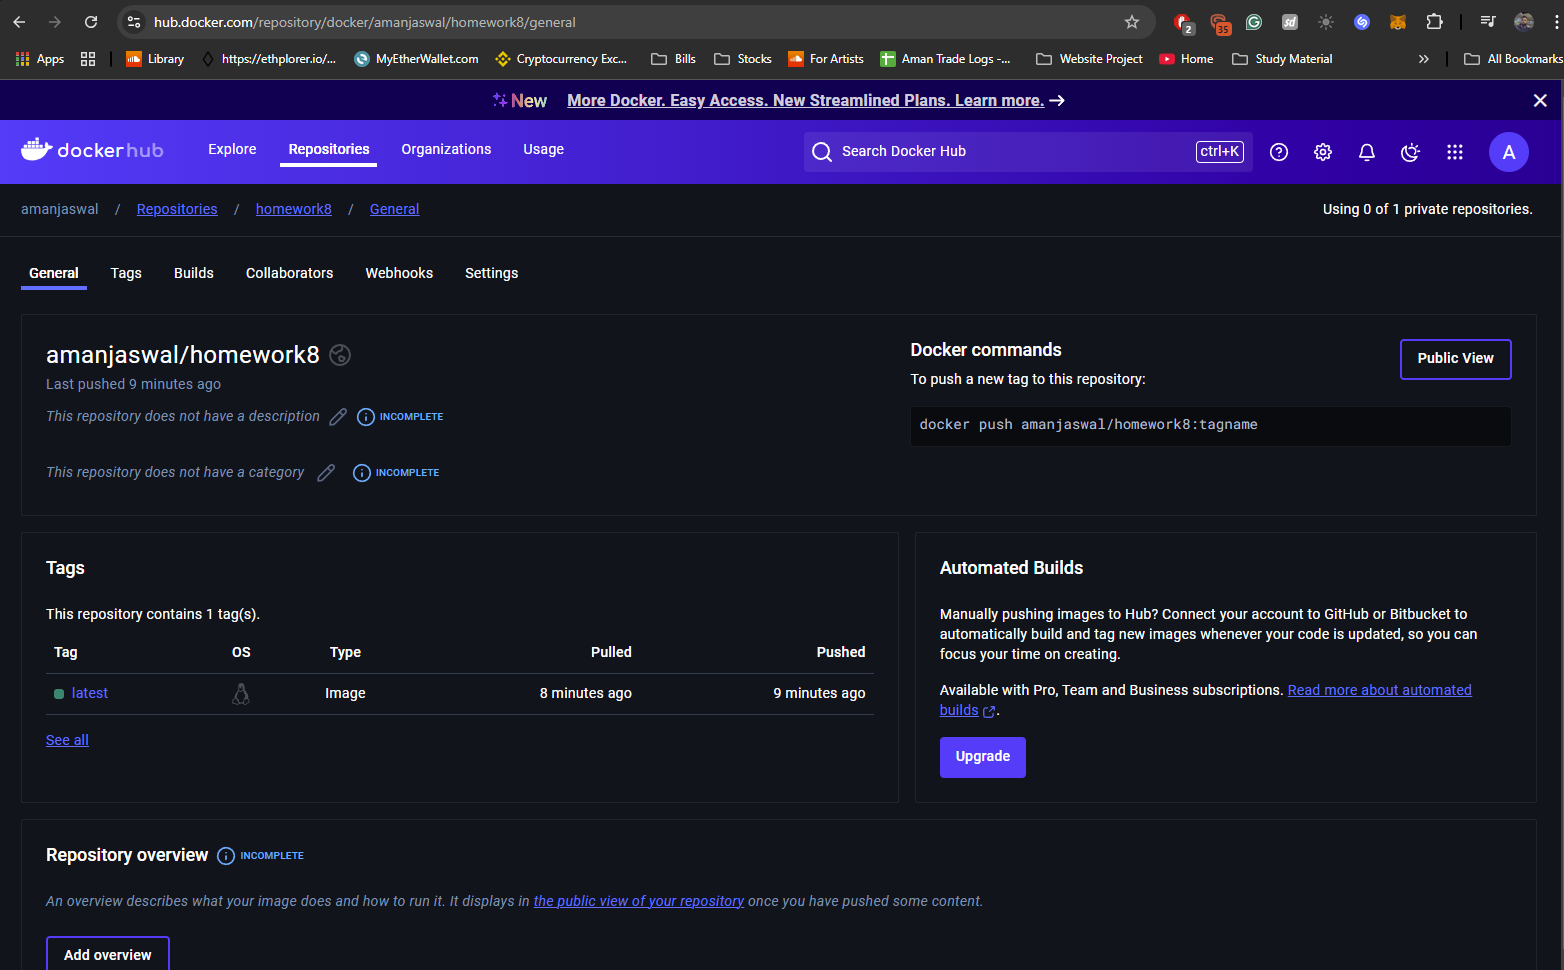 hub.docker.com/repository/docker/amanjaswal/homework8/general
2
35
Apps
Library
https://ethplorer.io/...
MyEtherWallet.com
Cryptocurrency Exc...
Bills
Stocks
For Artists
Aman Trade Logs -...
Website Project
Home
Study Material
»
All Bookmarks
New More Docker. Easy Access. New Streamlined Plans. Learn more. →
dockerhub
Explore
Repositories
Organizations
Usage
Search Docker Hub
ctrl+K
A
amanjaswal / Repositories / homework8 / General
Using 0 of 1 private repositories.
General
Tags
Builds
Collaborators
Webhooks
Settings
amanjaswal/homework8
Last pushed 9 minutes ago
This repository does not have a description
INCOMPLETE
This repository does not have a category
INCOMPLETE
Docker commands
To push a new tag to this repository:
Public View
docker push amanjaswal/homework8:tagname
Tags
This repository contains 1 tag(s).
Tag OS Type Pulled Pushed
latest Image 8 minutes ago 9 minutes ago
See all
Automated Builds
Manually pushing images to Hub? Connect your account to GitHub or Bitbucket to
automatically build and tag new images whenever your code is updated, so you can
focus your time on creating.
Available with Pro, Team and Business subscriptions. Read more about automated
builds.
Upgrade
Repository overview
INCOMPLETE
An overview describes what your image does and how to run it. It displays in the public view of your repository once you have pushed some content.
Add overview